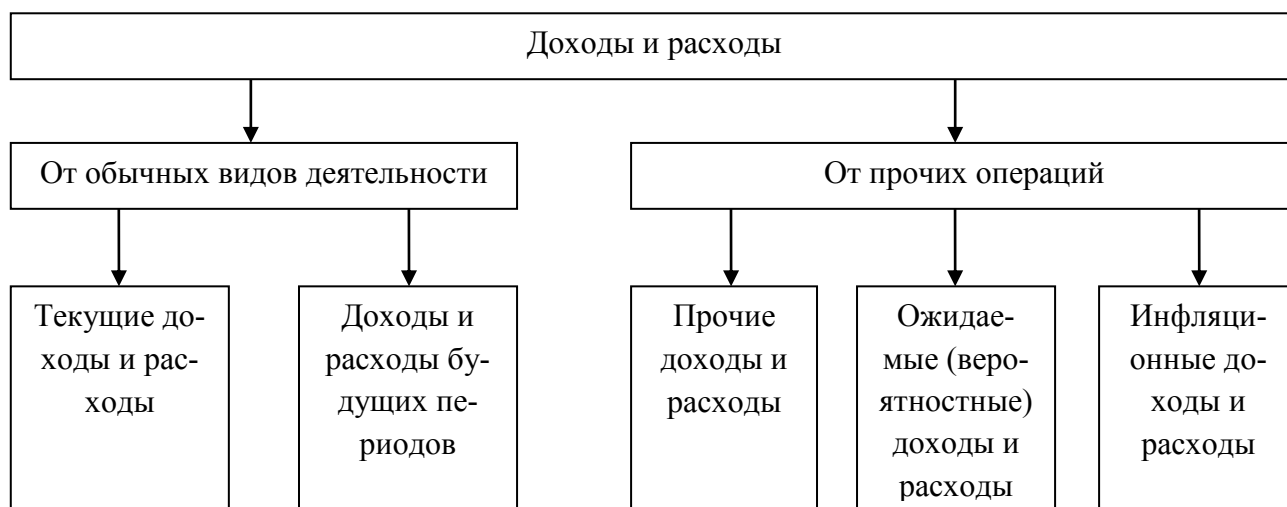 Доходы и расходы
От обычных видов деятельности
От прочих операций
Текущие до-
ходы и рас-
ходы
Доходы и
расходы бу-
дущих пе-
риодов
Прочие
доходы и
расходы
Ожидае-
мые (веро-
ятностные)
доходы и
расходы
Инфляци-
онные до-
ходы и
расходы